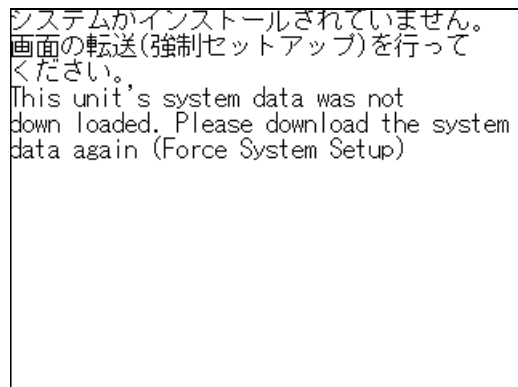 システムがインストールされていません。
画面の転送(強制セットアップ)を行って
ください。
This unit's system data was not
down loaded. Please download the system
data again (Force System Setup)